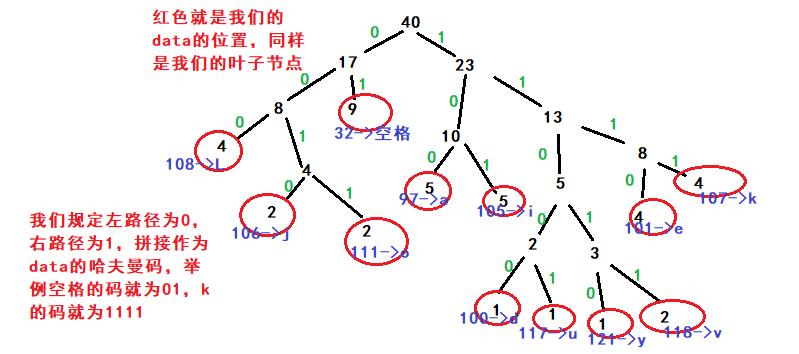 红色就是我们的
data的位置，同样
是我们的叶子节点
40
0 1
17 23
0 1 0 1
8 9 10 13
32->空格
0 1 0 1 0 1
4 4 5 5 5 8
108->l 97->a 105->i
0 1 0 1 0 1
2 2 2 3 4 4
106->j 111->o 101->e 107->k
0 1 0 1
1 1 1 2
100->d 117->u 121->y 118->v
我们规定左路径为0，
右路径为1，拼接作为
data的哈夫曼码，举
例空格的码就为01，k
的码就为1111